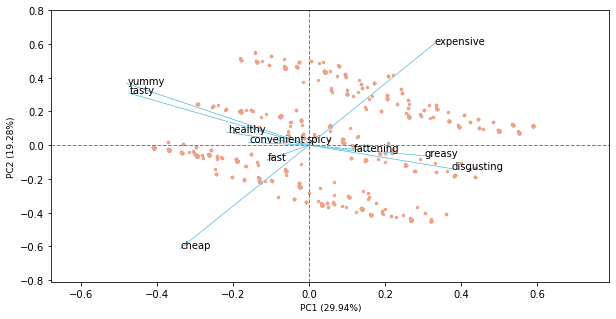 0.8
0.6
expensive
0.4
yummy
tasty
0.2
healthy
convenient spicy
0.0
fattening
greasy
fast
disgusting
−0.2
−0.4
−0.6
cheap
−0.8
PC2 (19.28%)
−0.6
−0.4
−0.2
0.0
0.2
0.4
0.6
PC1 (29.94%)